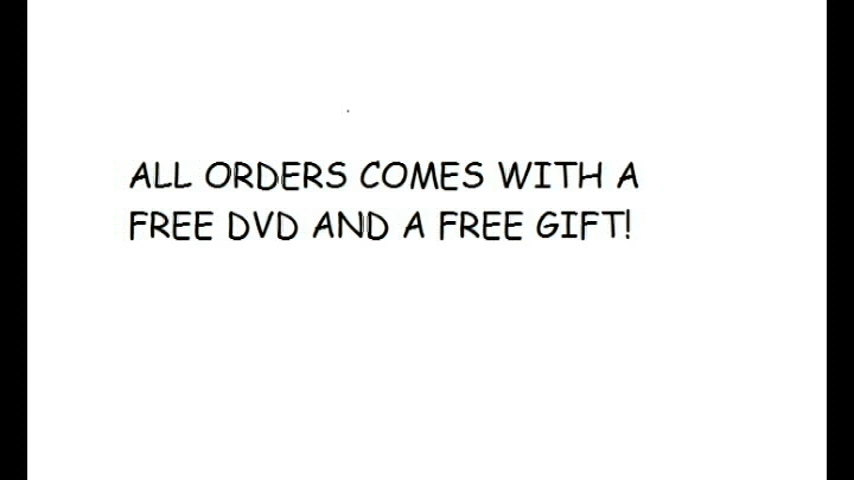 ALL ORDERS COMES WITH A
FREE DVD AND A FREE GIFT!